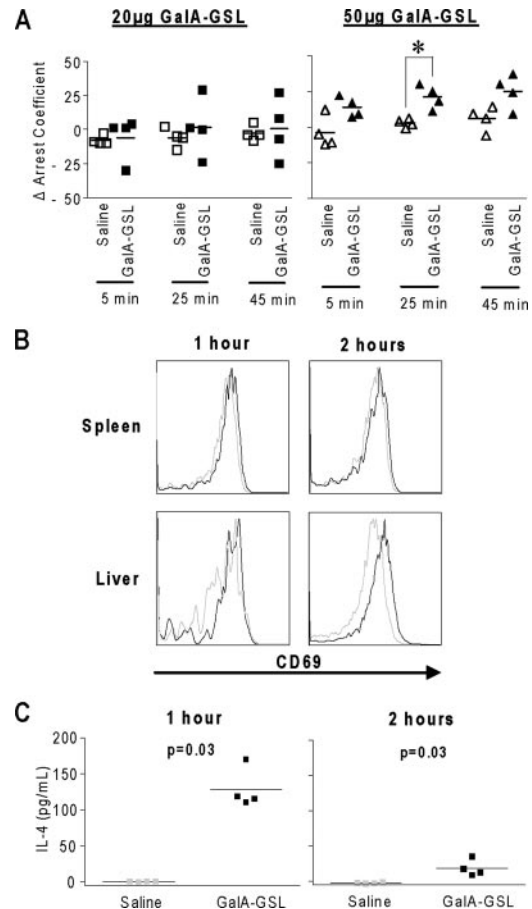 A
20µg GalA-GSL
50µg GalA-GSL
Δ Arrest Coefficient
50
25
0
25
-
50
*
Saline
GalA-GSL
Saline
GalA-GSL
Saline
GalA-GSL
Saline
GalA-GSL
Saline
GalA-GSL
Saline
GalA-GSL
5 min
25 min
45 min
5 min
25 min
45 min
B
1 hour
2 hours
Spleen
Liver
CD69
C
1 hour
2 hours
p=0.03
p=0.03
IL-4 (pg/mL)
200
150
100
50
0
Saline
GalA-GSL
Saline
GalA-GSL